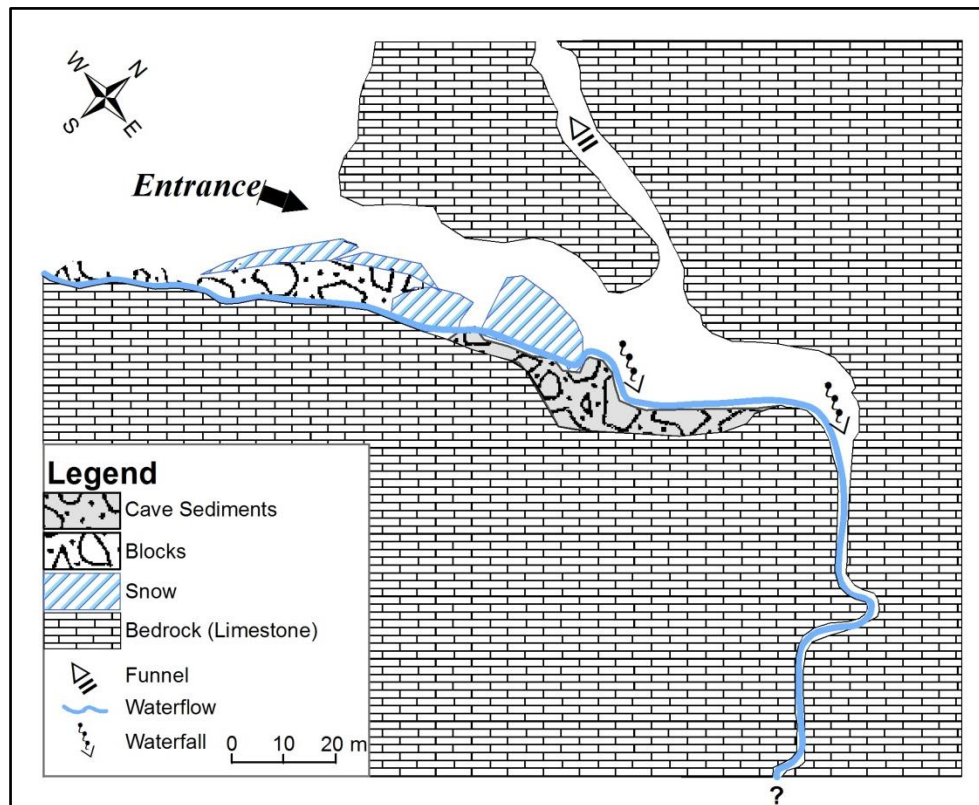 W N
S E
Entrance
Legend
Cave Sediments
Blocks
Snow
Bedrock (Limestone)
Funnel
Waterflow
Waterfall
0 10 20 m
?